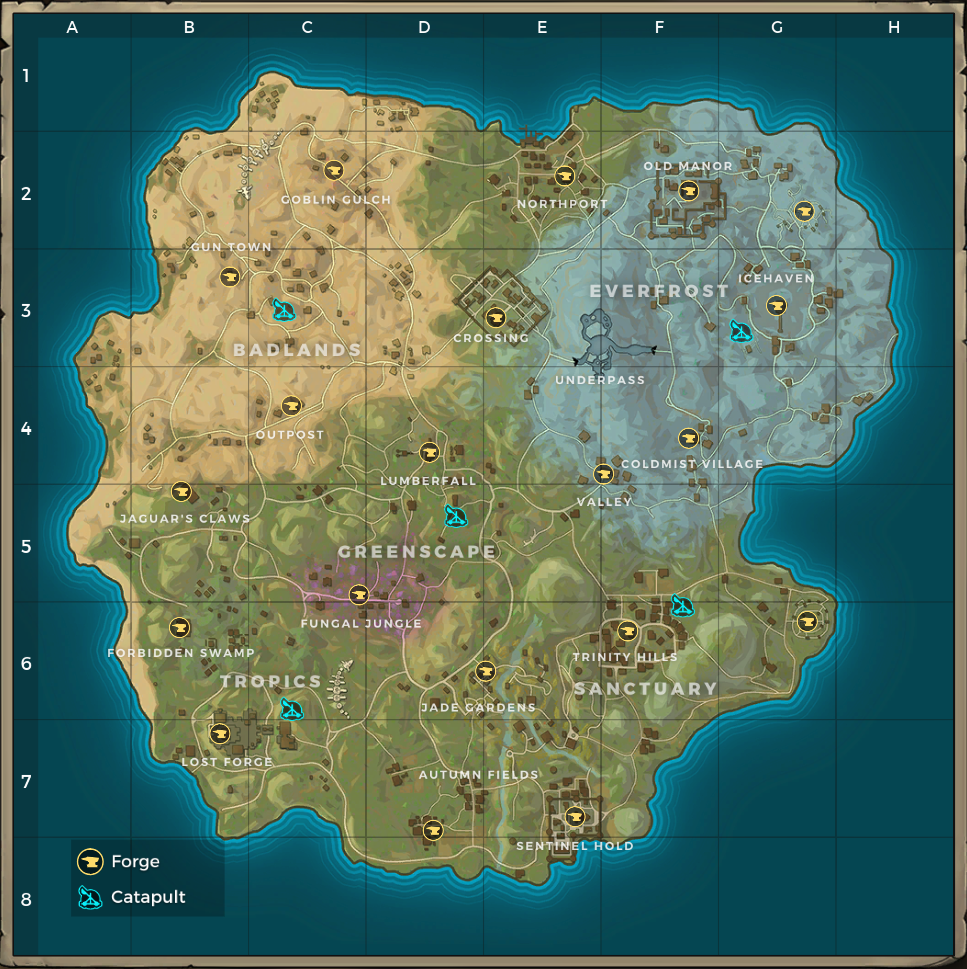 A B C D E F G H
1
OLD MANOR
2
GOBLIN GULCH
NORTHPORT
GUN TOWN
ICEHAVEN
EVERFROST
3
CROSSING
BADLANDS
UNDERPASS
4
OUTPOST
COLDMIST VILLAGE
LUMBERFALL
VALLEY
JAGUAR'S CLAWS
5
GREENSCAPE
FUNGAL JUNGLE
FORBIDDEN SWAMP
TRINITY HILLS
6
TROPICS
SANCTUARY
JADE GARDENS
LOST FORGE
AUTUMN FIELDS
7
SENTINEL HOLD
Forge
Catapult
8